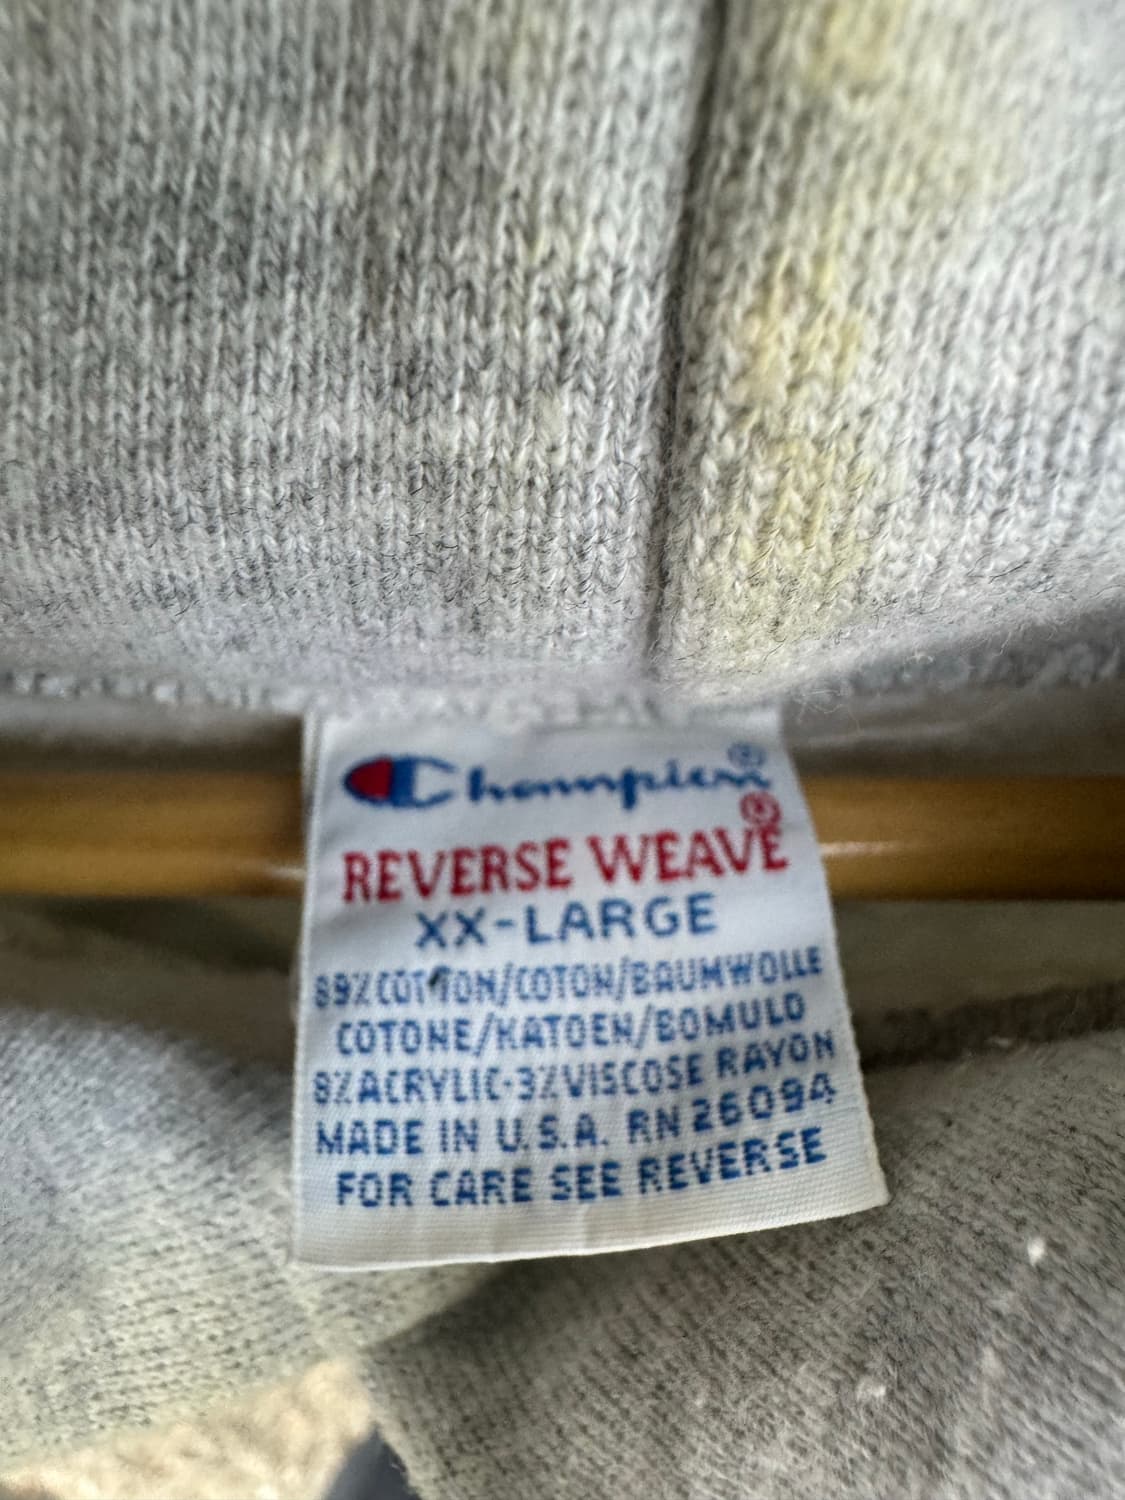 Champion®
REVERSE WEAVE®
XX-LARGE
89% COTTON/COTON/BAUMWOLLE
COTONE/KATOEN/BOMULD
8% ACRYLIC-3% VISCOSE RAYON
MADE IN U.S.A. RN 26094
FOR CARE SEE REVERSE